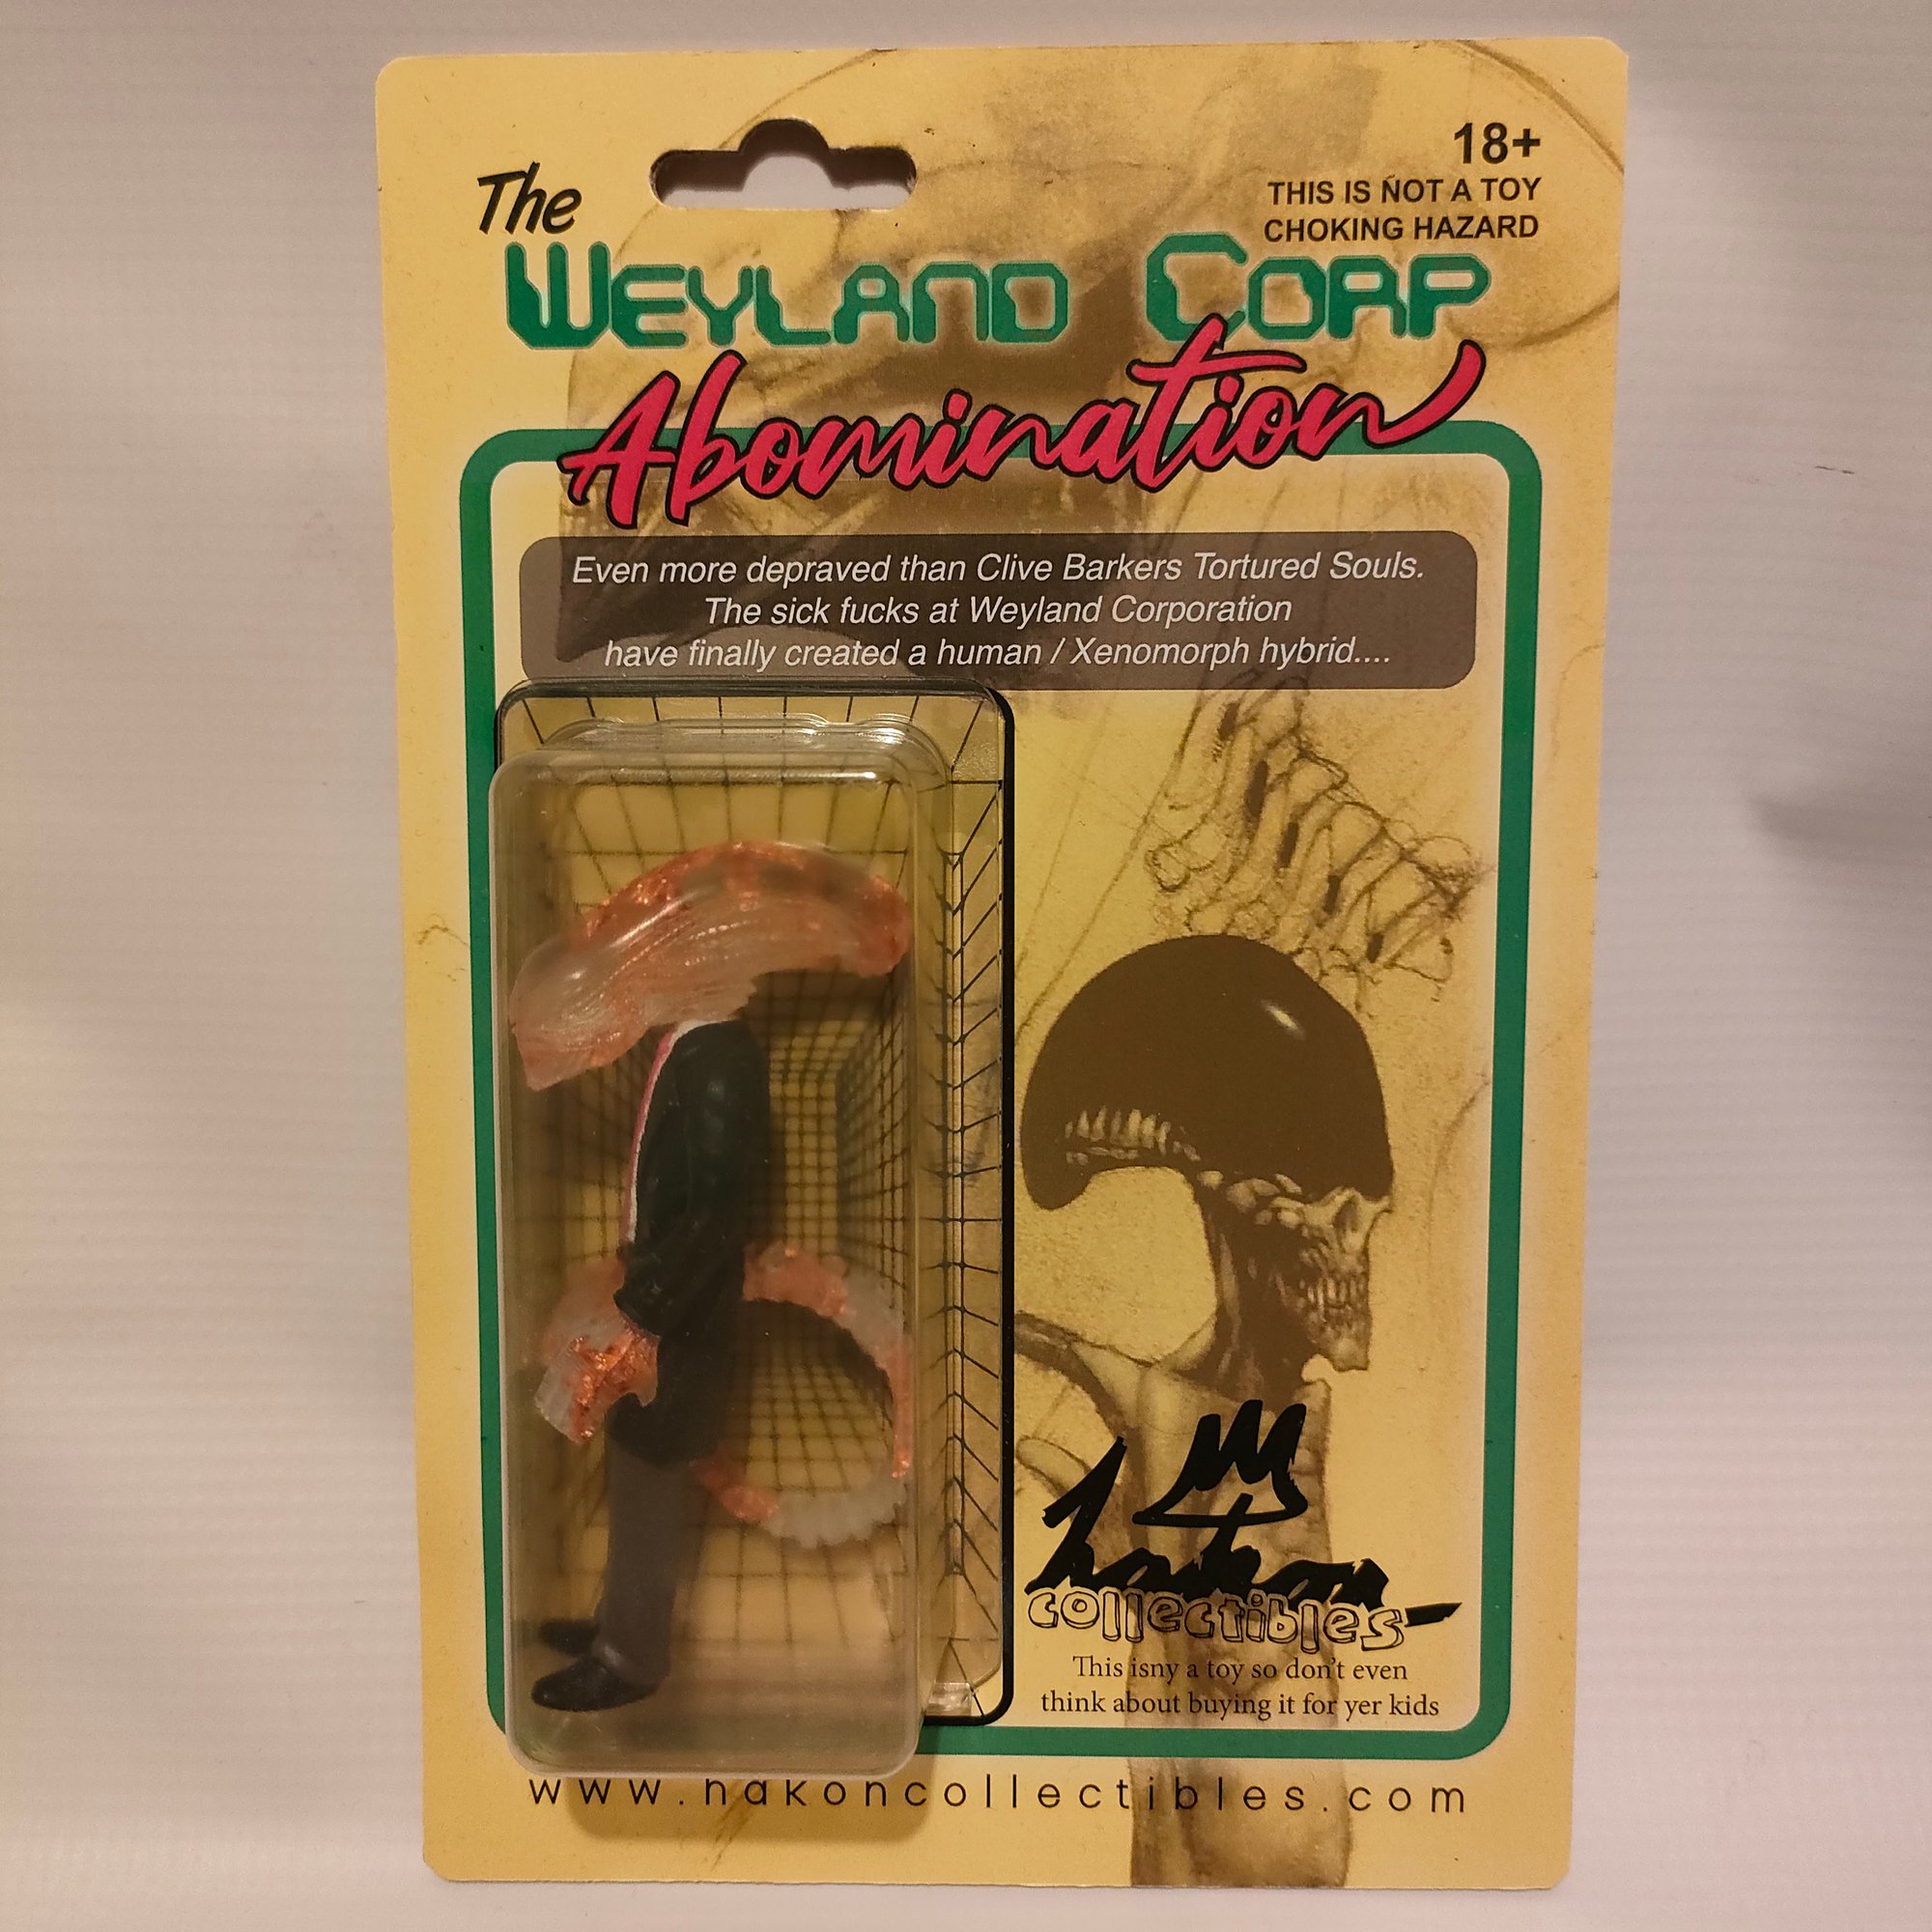 The
18+
THIS IS NOT A TOY
CHOKING HAZARD
WEYLAND CORP
Abomination
Even more depraved than Clive Barkers Tortured Souls.
The sick fucks at Weyland Corporation
have finally created a human / Xenomorph hybrid....
hakon
collectibles
This isny a toy so don't even
think about buying it for yer kids
www.hakoncollectibles.com